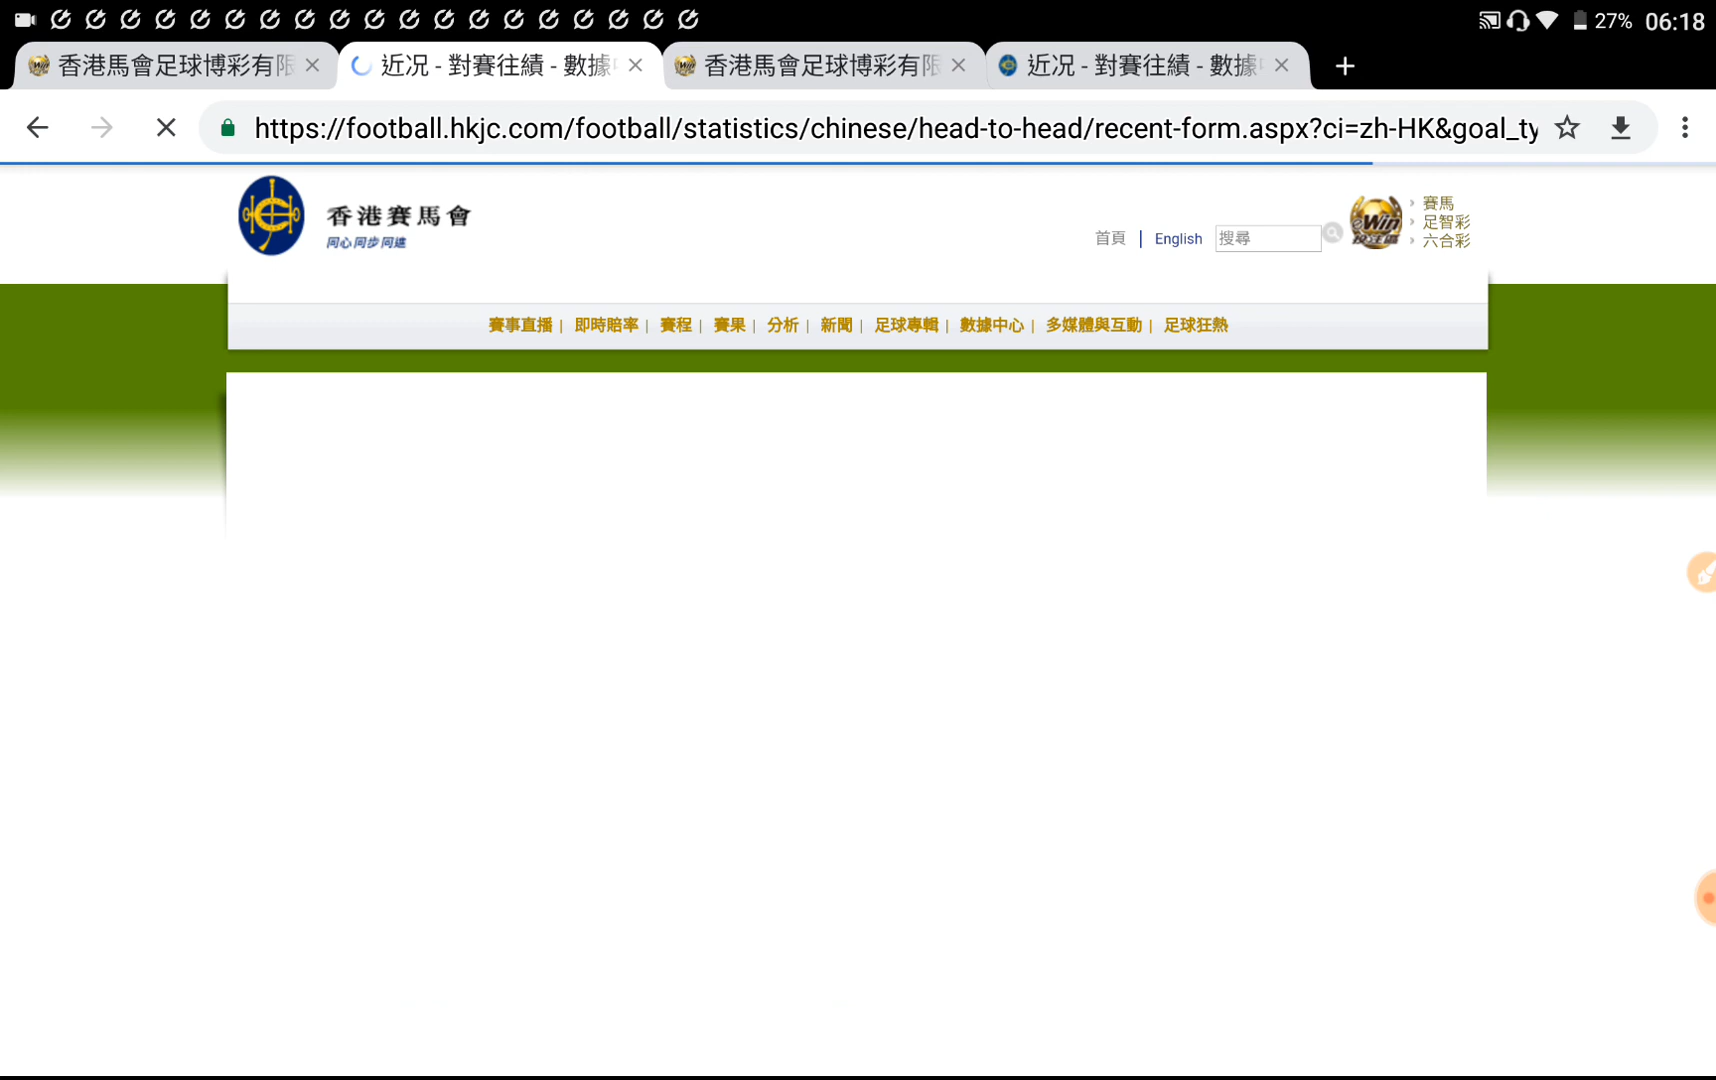 27% 06:18
香港馬會足球博彩有限 近況 - 對賽往績 - 數據 香港馬會足球博彩有限 近況 - 對賽往績 - 數據
https://football.hkjc.com/football/statistics/chinese/head-to-head/recent-form.aspx?ci=zh-HK&goal_ty
香港賽馬會
同心同步同進
首頁 | English 搜尋
eWin
投注區
賽馬
足智彩
六合彩
賽事直播 | 即時賠率 | 賽程 | 賽果 | 分析 | 新聞 | 足球專輯 | 數據中心 | 多媒體與互動 | 足球狂熱